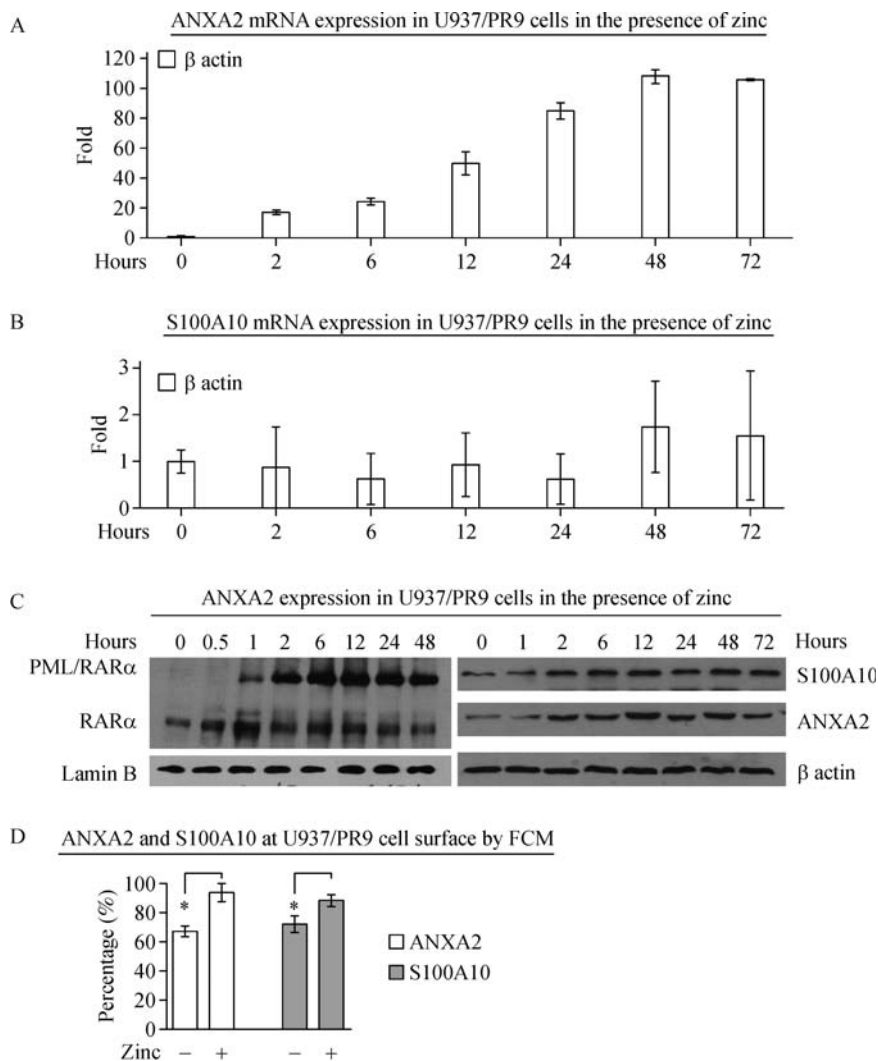 A
ANXA2 mRNA expression in U937/PR9 cells in the presence of zinc
β actin
120
100
80
60
40
20
0
Fold
Hours 0 2 6 12 24 48 72
B
S100A10 mRNA expression in U937/PR9 cells in the presence of zinc
β actin
3
2
1
0
Fold
Hours 0 2 6 12 24 48 72
C
ANXA2 expression in U937/PR9 cells in the presence of zinc
Hours 0 0.5 1 2 6 12 24 48
0 1 2 6 12 24 48 72 Hours
PML/RARα
RARα
Lamin B
S100A10
ANXA2
β actin
D
ANXA2 and S100A10 at U937/PR9 cell surface by FCM
100
80
60
40
20
0
Percentage (%)
* *
ANXA2
S100A10
Zinc − + − +